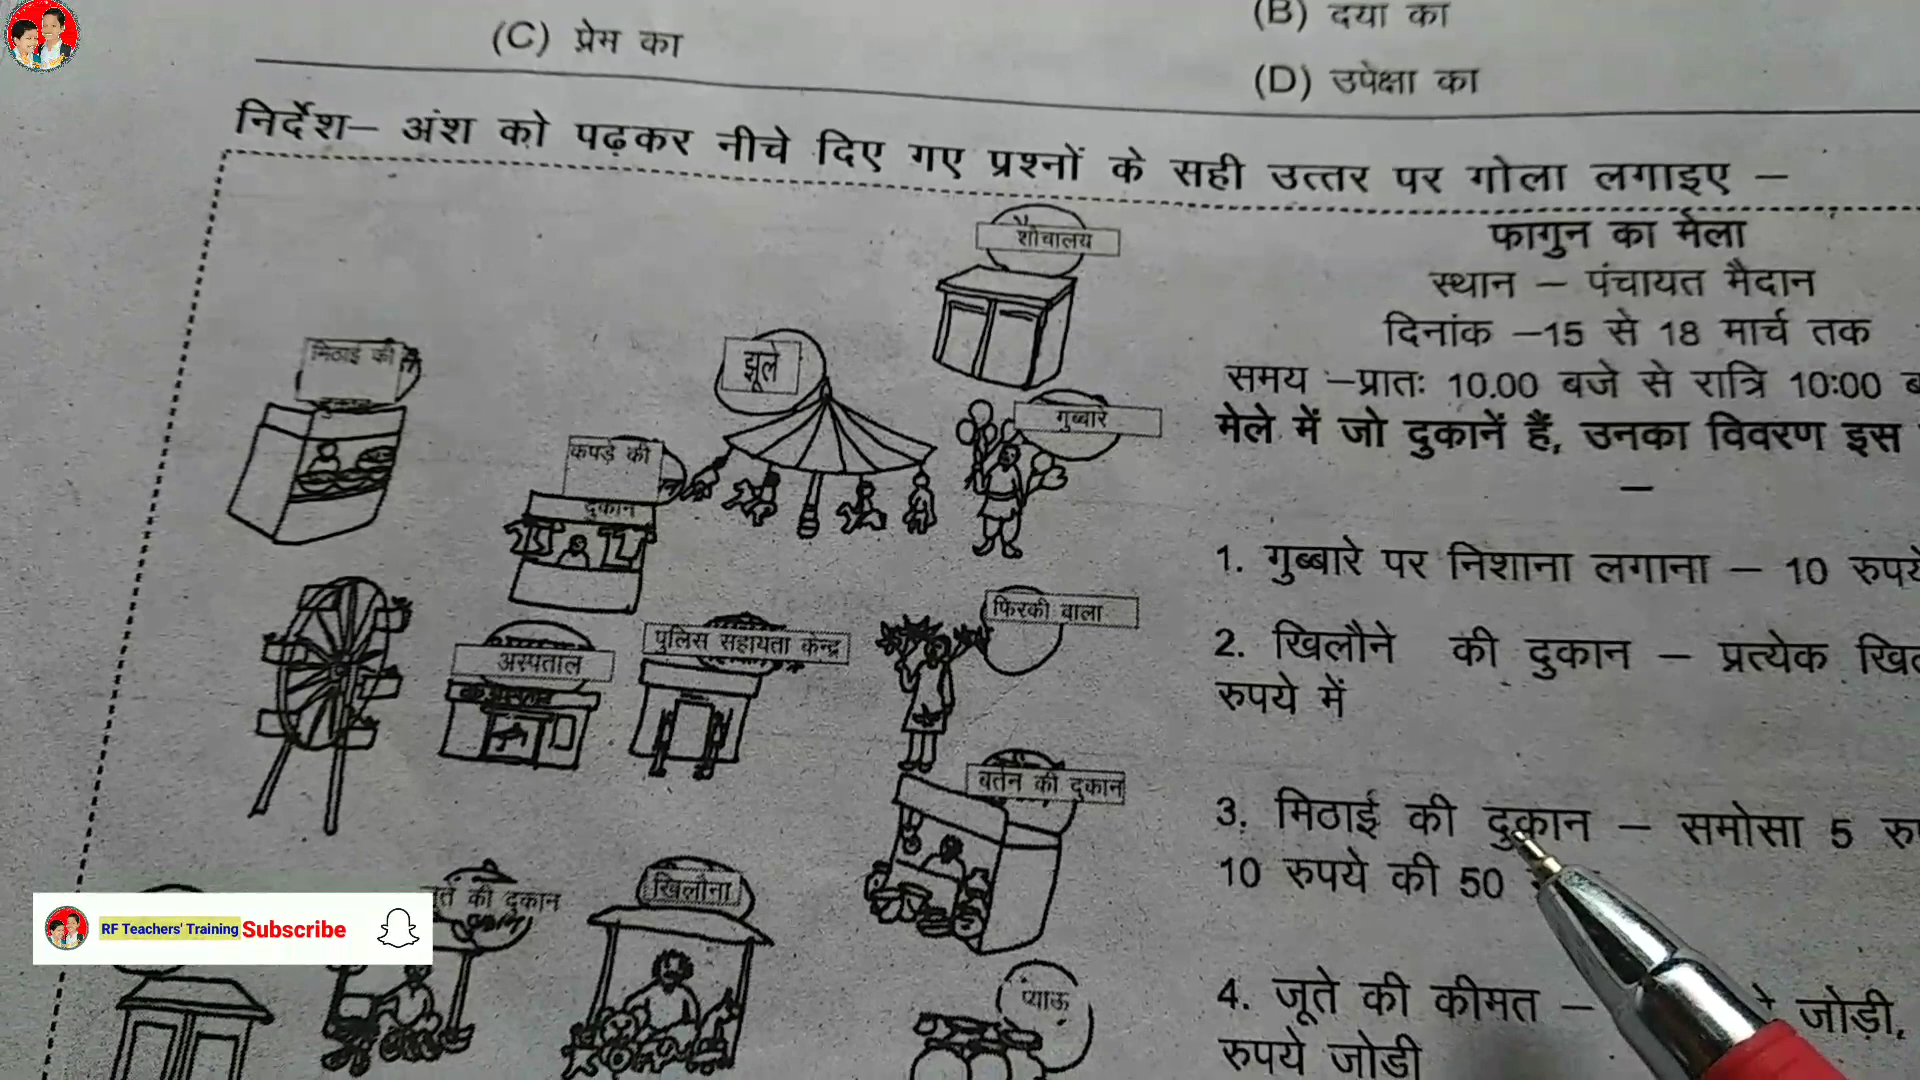 (B) दया का
(C) प्रेम का
(D) उपेक्षा का
निर्देश– अंश को पढ़कर नीचे दिए गए प्रश्नों के सही उत्तर पर गोला लगाइए –
शौचालय
मिठाई की
झूले
गुब्बारे
कपड़े की
दुकान
फिरकी वाला
अस्पताल
पुलिस सहायता केन्द्र
बर्तन की दुकान
की दुकान
खिलौना
प्याऊ
फागुन का मेला
स्थान – पंचायत मैदान
दिनांक –15 से 18 मार्च तक
समय –प्रातः 10.00 बजे से रात्रि 10:00
मेले में जो दुकानें हैं, उनका विवरण इस
–
1. गुब्बारे पर निशाना लगाना – 10 रुपये
2. खिलौने की दुकान – प्रत्येक
रुपये में
3. मिठाई की दुकान – समोसा 5
10 रुपये की 50
4. जूते की कीमत – जोड़ी,
रुपये जोडी
RF Teachers' Training Subscribe